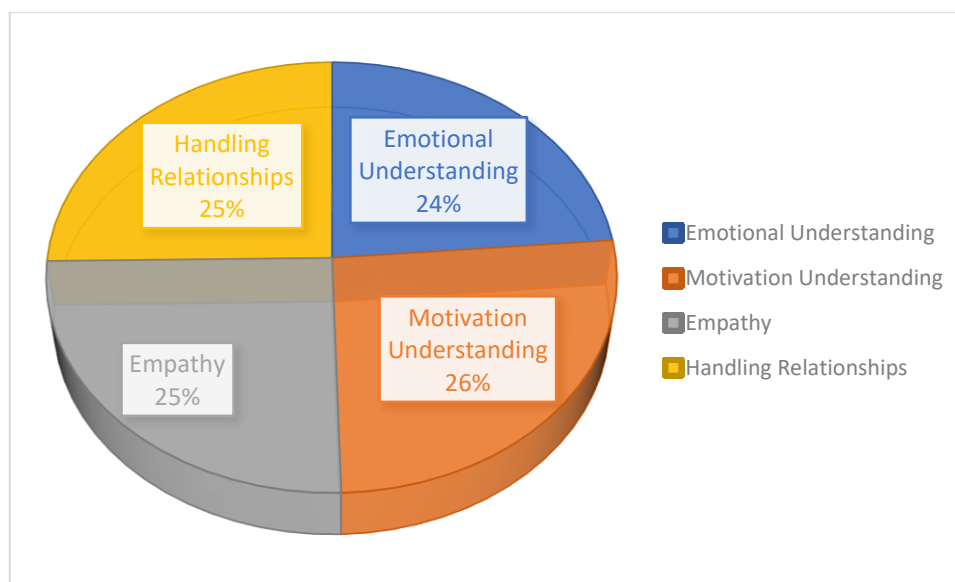 Handling
Relationships
25%
Emotional
Understanding
24%
Motivation
Understanding
26%
Empathy
25%
Emotional Understanding
Motivation Understanding
Empathy
Handling Relationships